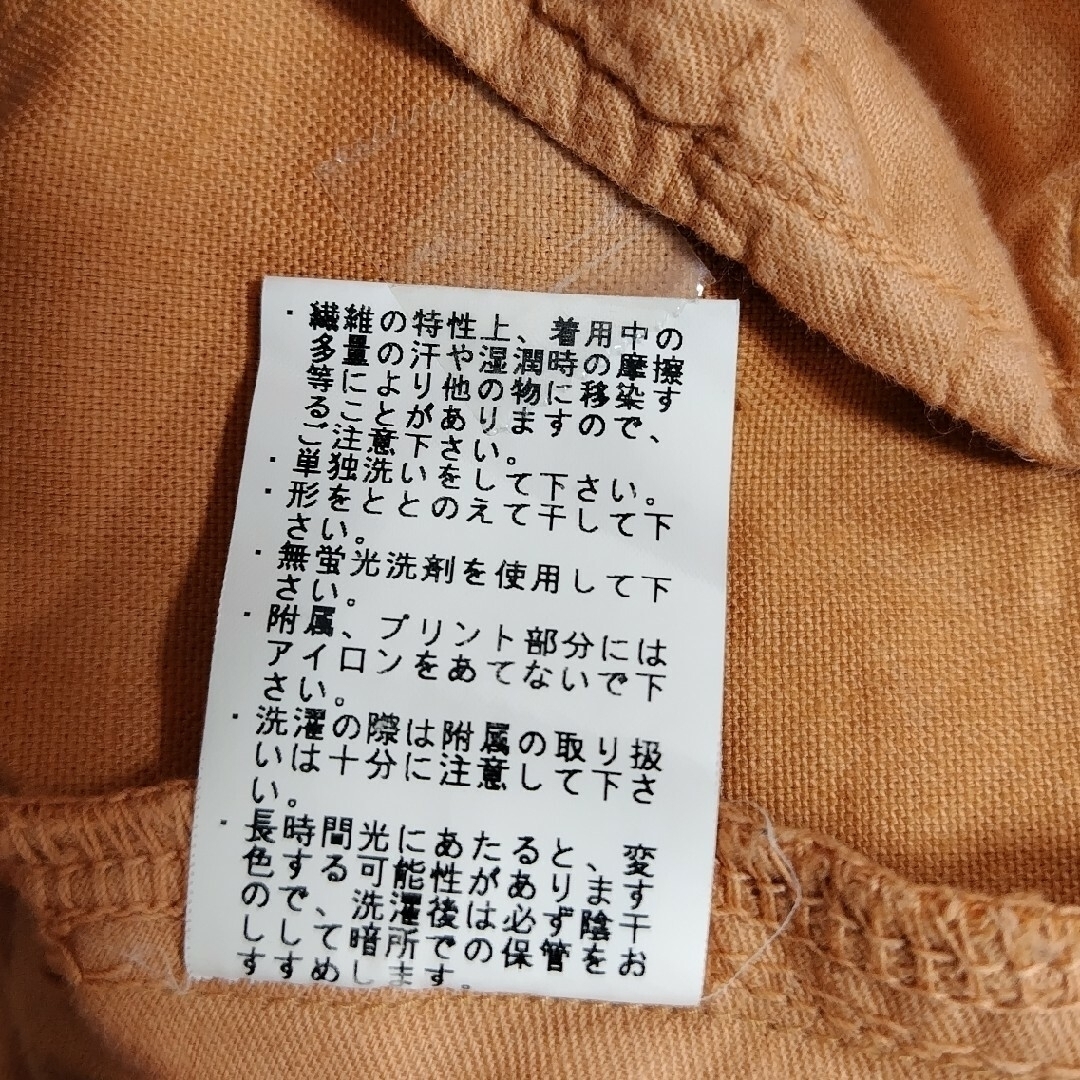 ・繊維の特性上、着用中の
多量の汗や湿潤時の摩擦
等により他の物に移染す
ることがありますので、
ご注意下さい。
・単独洗いをして下さい。
・形をととのえて干して下
さい。
・無蛍光洗剤を使用して下
さい。
・附属、プリント部分には
アイロンをあてないで下
さい。
・洗濯の際は附属の取り扱
いは十分に注意して下さ
い。
・長時間光にあたると、変
色する可能性があります
ので、洗濯後は必ず陰干
しして暗所での保管をお
すすめします。